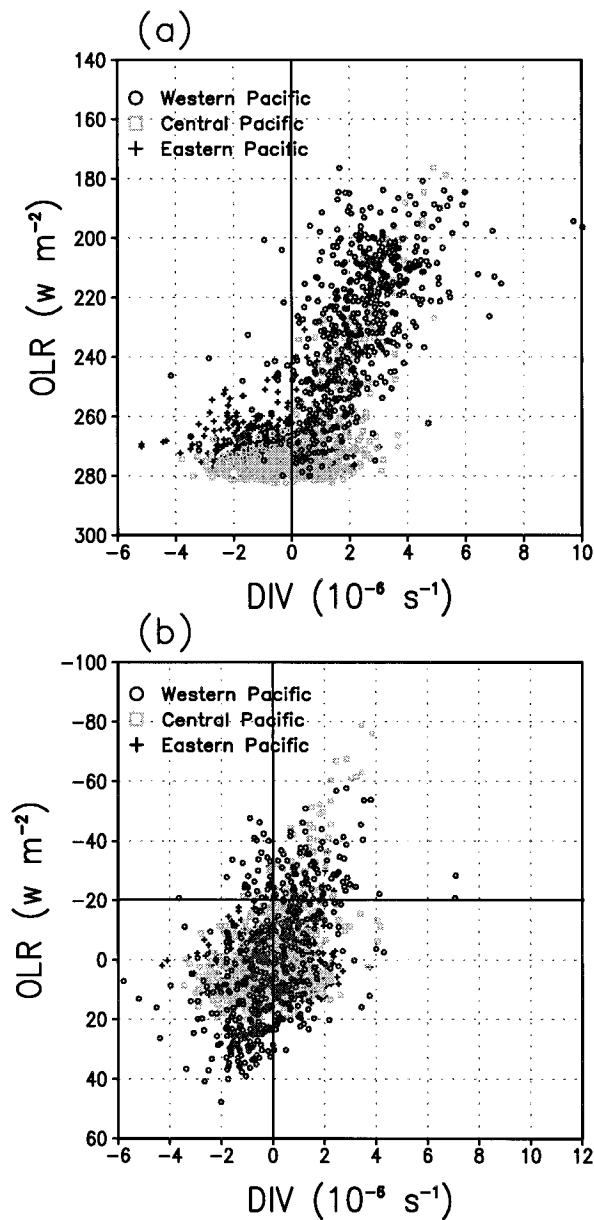 (a)
140
160
180
200
220
240
260
280
300
OLR (w m⁻²)
Western Pacific
Central Pacific
Eastern Pacific
-6 -4 -2 0 2 4 6 8 10
DIV (10⁻⁶ s⁻¹)
(b)
-100
-80
-60
-40
-20
0
20
40
60
OLR (w m⁻²)
Western Pacific
Central Pacific
Eastern Pacific
-6 -4 -2 0 2 4 6 8 10 12
DIV (10⁻⁶ s⁻¹)